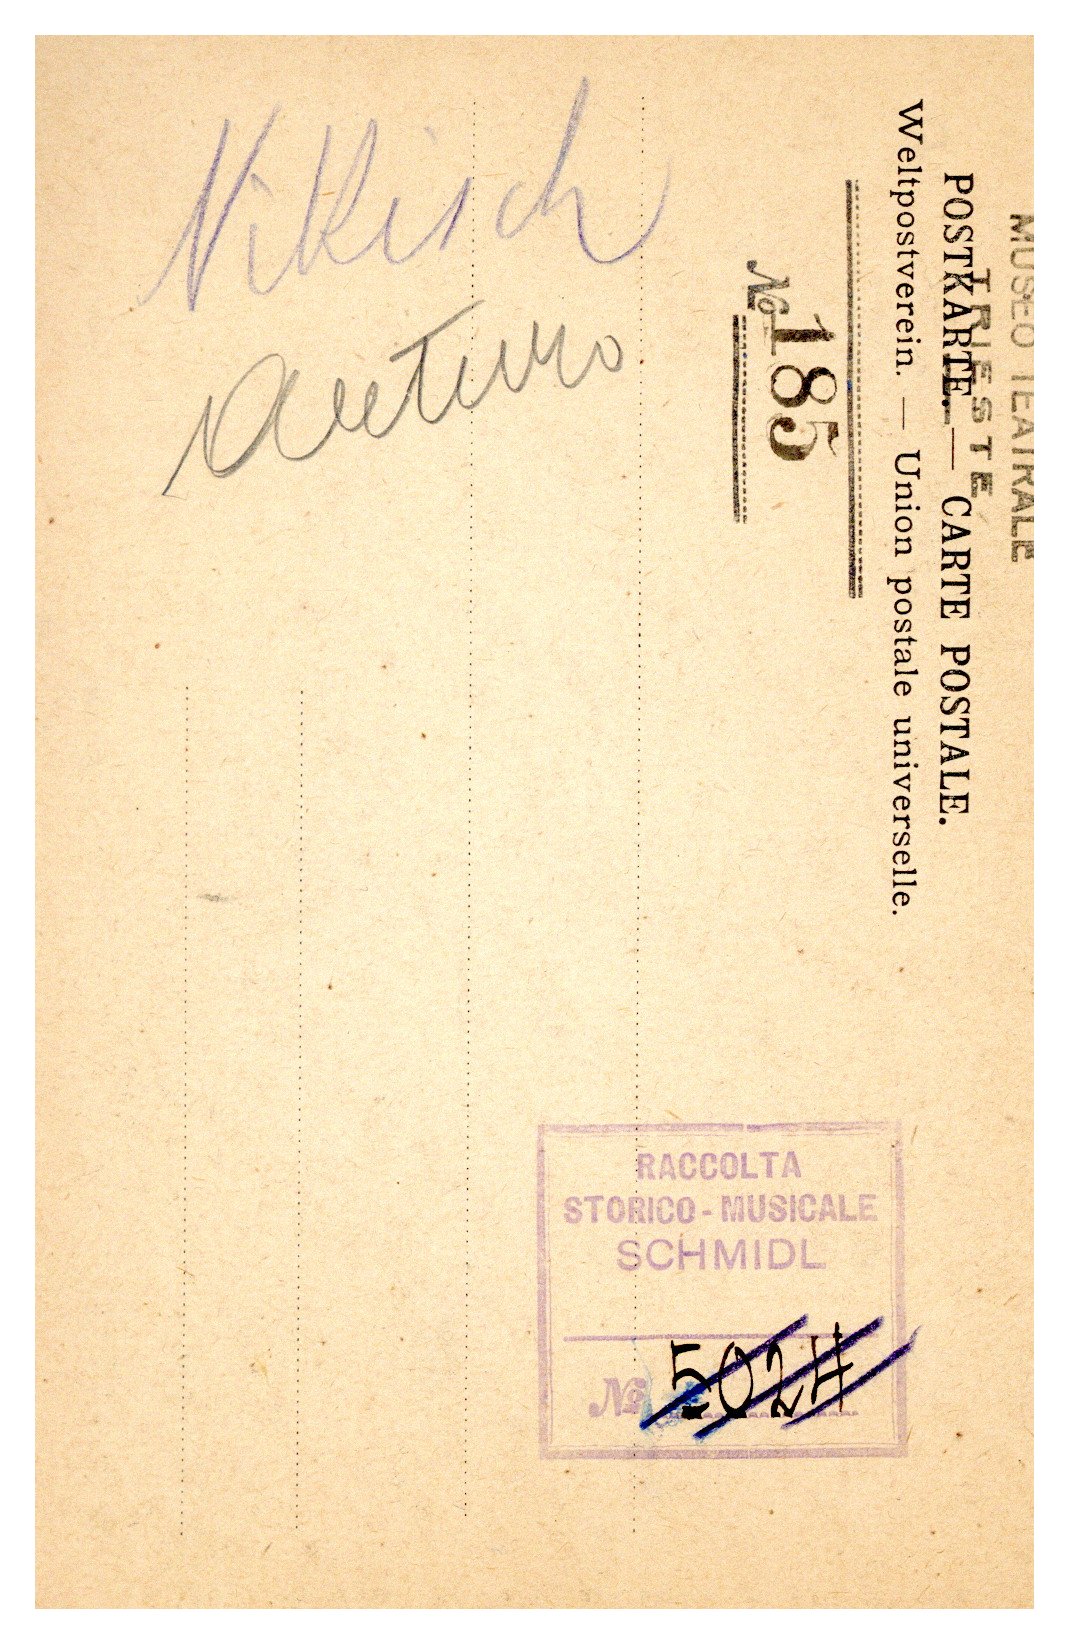 Nikisch
Arturo
MUSEO TEATRALE
TRIESTE
POSTKARTE. — CARTE POSTALE.
Weltpostverein. — Union postale universelle.
No 185
RACCOLTA
STORICO-MUSICALE
SCHMIDL
No 5024